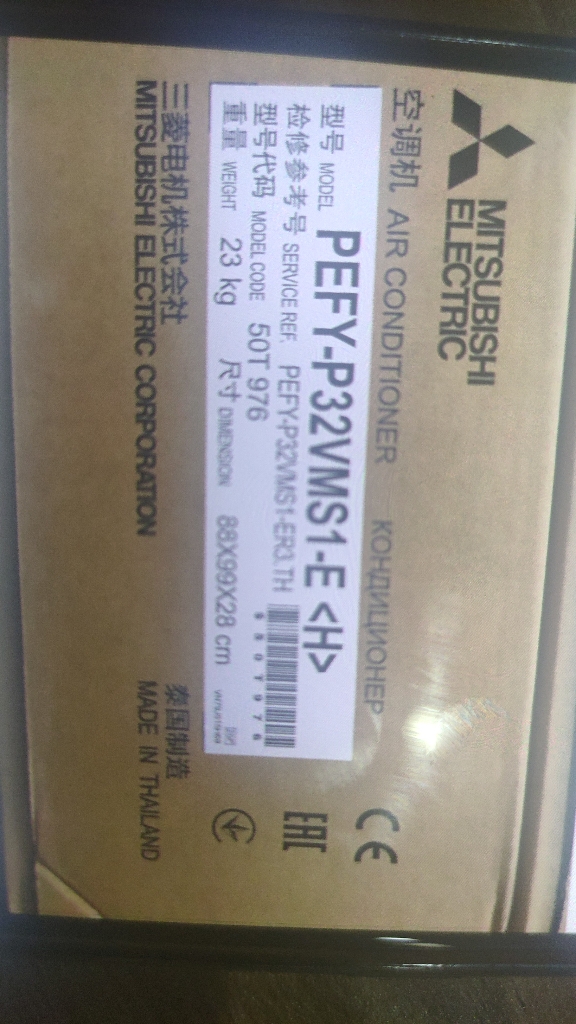 MITSUBISHI
ELECTRIC
空调机 AIR CONDITIONER КОНДИЦИОНЕР
型号 MODEL PEFY-P32VMS1-E <H>
检修参考号 SERVICE REF. PEFY-P32VMS1-ER3.TH
型号代码 MODEL CODE 50T 976
重量 WEIGHT 23 kg 尺寸 DIMENSION 88X99X28 cm
三菱电机株式会社
MITSUBISHI ELECTRIC CORPORATION
泰国制造
MADE IN THAILAND
CE
EAC